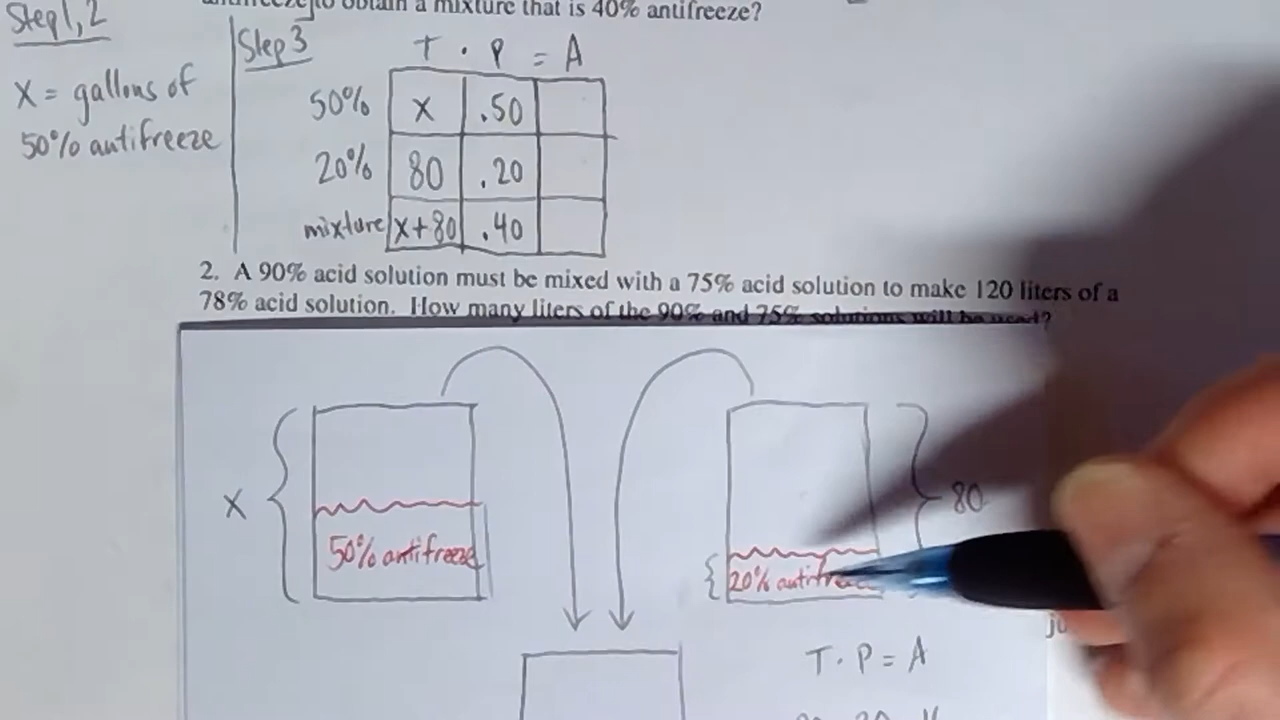 to obtain a mixture that is 40% antifreeze?
Step 1, 2
X = gallons of
50% antifreeze
Step 3
T · P = A
50% x .50
20% 80 .20
mixture x+80 .40
2. A 90% acid solution must be mixed with a 75% acid solution to make 120 liters of a
78% acid solution. How many liters of the 90% and 75% solutions will be used?
X
50% antifreeze
20%
80
T · P = A